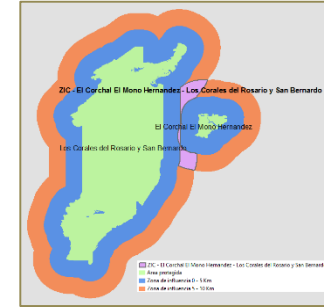 ZIC - El Corchal El Mono Hernandez - Los Corales del Rosario y San Bernardo
El Corchal El Mono Hernandez
Los Corales del Rosario y San Bernardo
ZIC - El Corchal El Mono Hernandez - Los Corales del Rosario y San Bernardo
Area protegida
Zona de influencia 0 - 5 Km
Zona de influencia 5 - 10 Km